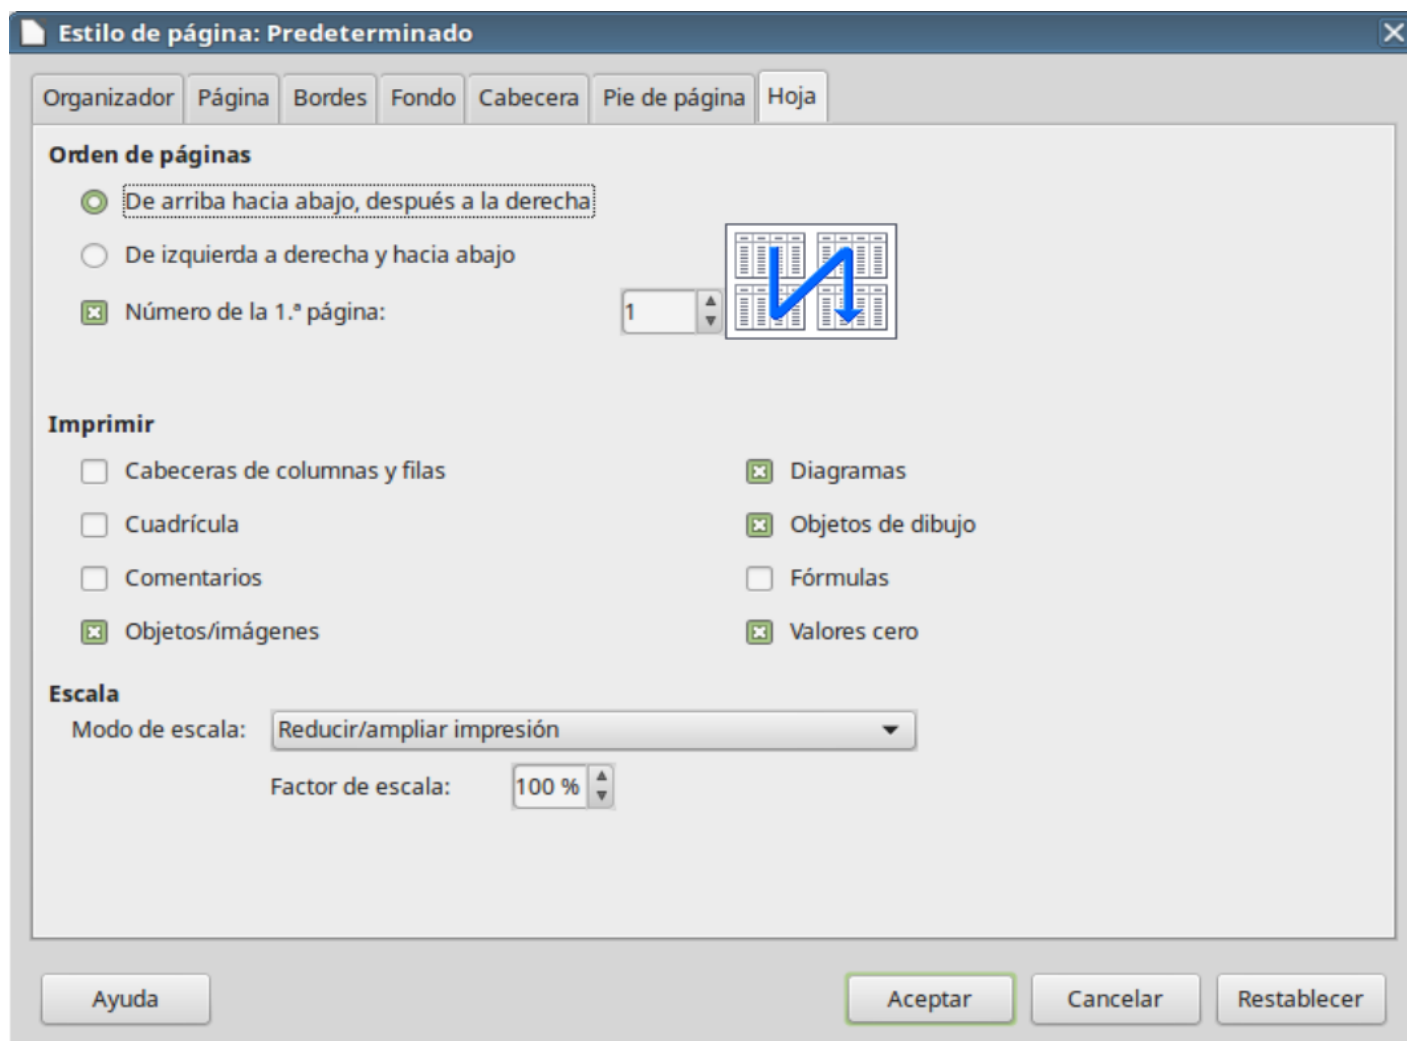 Estilo de página: Predeterminado
Organizador Página Bordes Fondo Cabecera Pie de página Hoja
Orden de páginas
De arriba hacia abajo, después a la derecha
De izquierda a derecha y hacia abajo
Número de la 1.ª página: 1
Imprimir
Cabeceras de columnas y filas Diagramas
Cuadrícula Objetos de dibujo
Comentarios Fórmulas
Objetos/imágenes Valores cero
Escala
Modo de escala: Reducir/ampliar impresión
Factor de escala: 100 %
Ayuda Aceptar Cancelar Restablecer